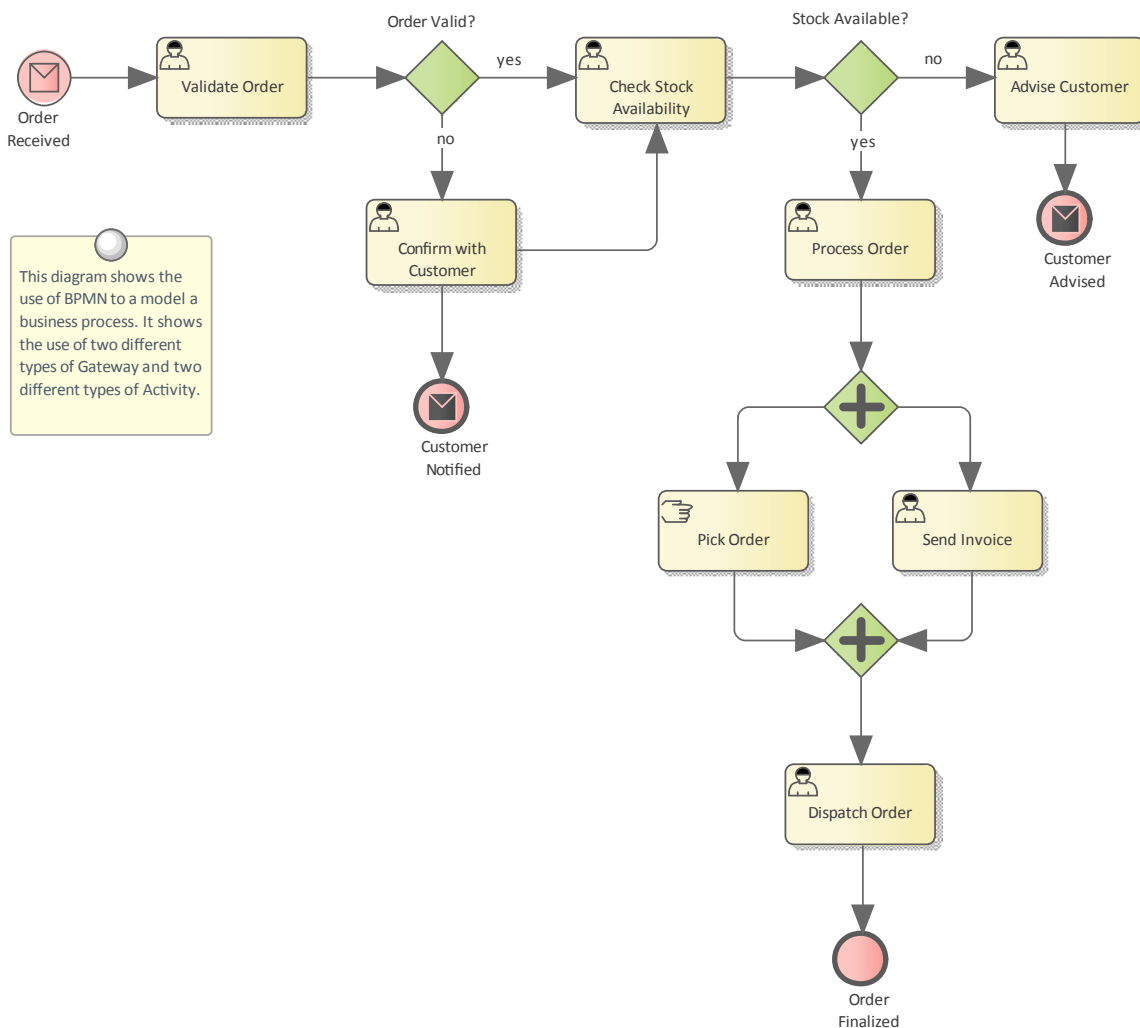 Order Valid?
Stock Available?
Validate Order
yes
Check Stock
Availability
no
Advise Customer
Order
Received
no
yes
Confirm with
Customer
Process Order
Customer
Advised
This diagram shows the
use of BPMN to a model a
business process. It shows
the use of two different
types of Gateway and two
different types of Activity.
Customer
Notified
Pick Order
Send Invoice
Dispatch Order
Order
Finalized